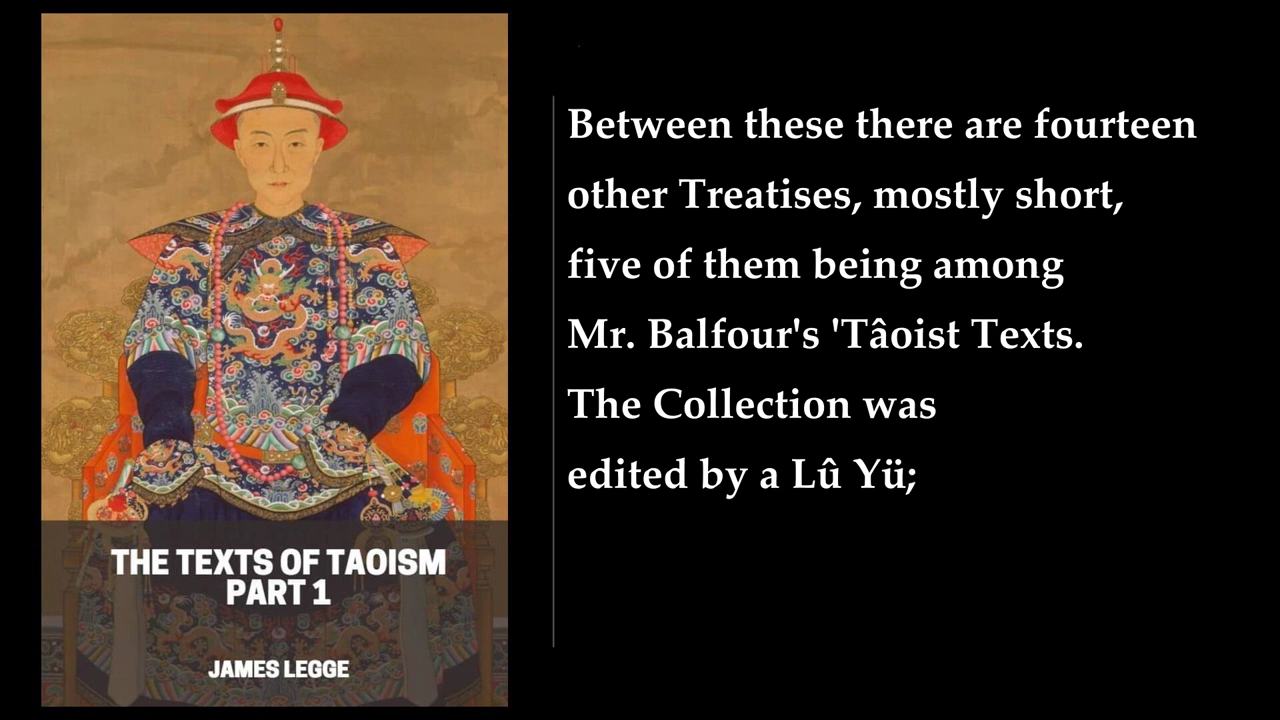 THE TEXTS OF TAOISM
PART 1
JAMES LEGGE
Between these there are fourteen
other Treatises, mostly short,
five of them being among
Mr. Balfour's 'Tâoist Texts.
The Collection was
edited by a Lû Yü;